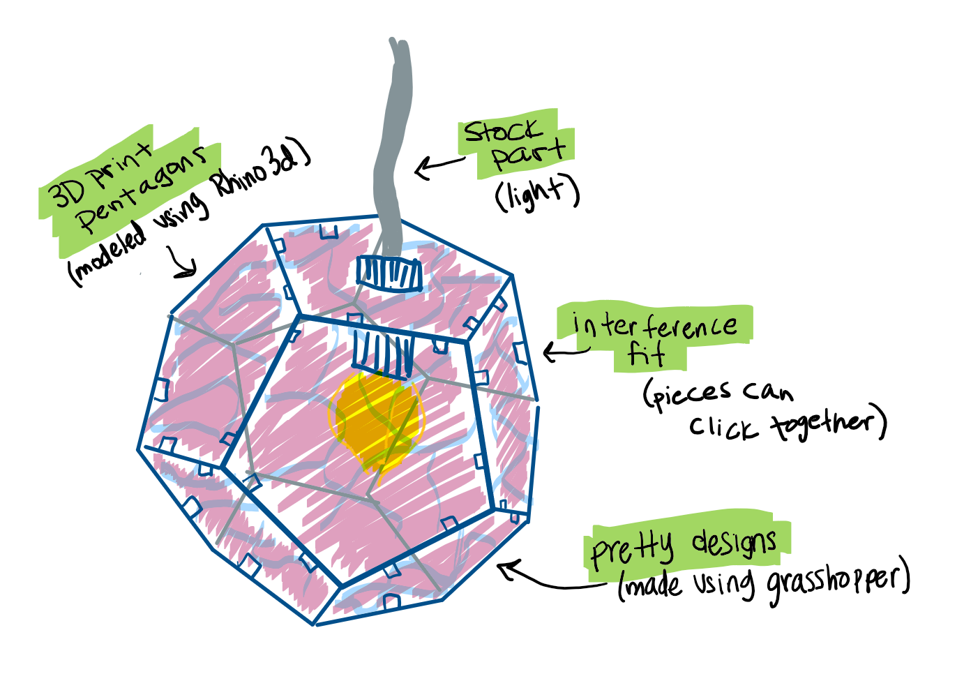 3D print
pentagons
(modeled using Rhino3d)
stock
part
(light)
interference
fit
(pieces can
click together)
pretty designs
(made using grasshopper)